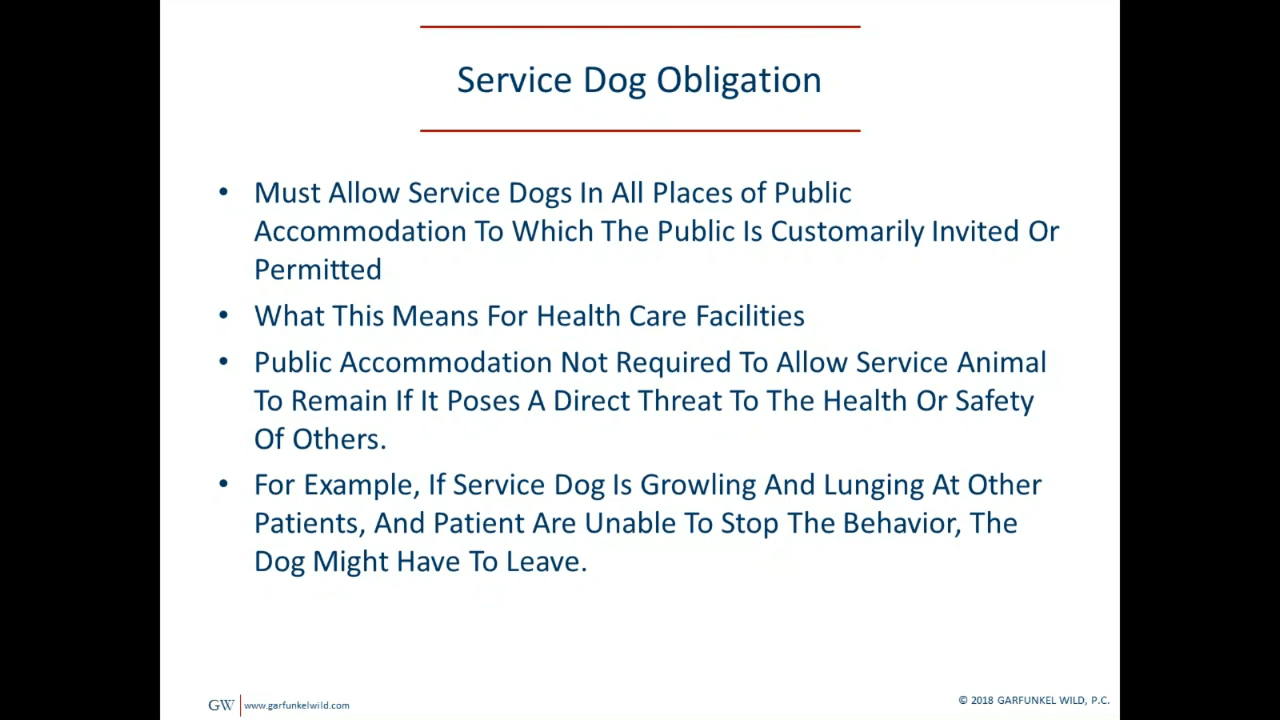 Service Dog Obligation
• Must Allow Service Dogs In All Places of Public
Accommodation To Which The Public Is Customarily Invited Or
Permitted
• What This Means For Health Care Facilities
• Public Accommodation Not Required To Allow Service Animal
To Remain If It Poses A Direct Threat To The Health Or Safety
Of Others.
• For Example, If Service Dog Is Growling And Lunging At Other
Patients, And Patient Are Unable To Stop The Behavior, The
Dog Might Have To Leave.
GW www.garfunkelwild.com
© 2018 GARFUNKEL WILD, P.C.